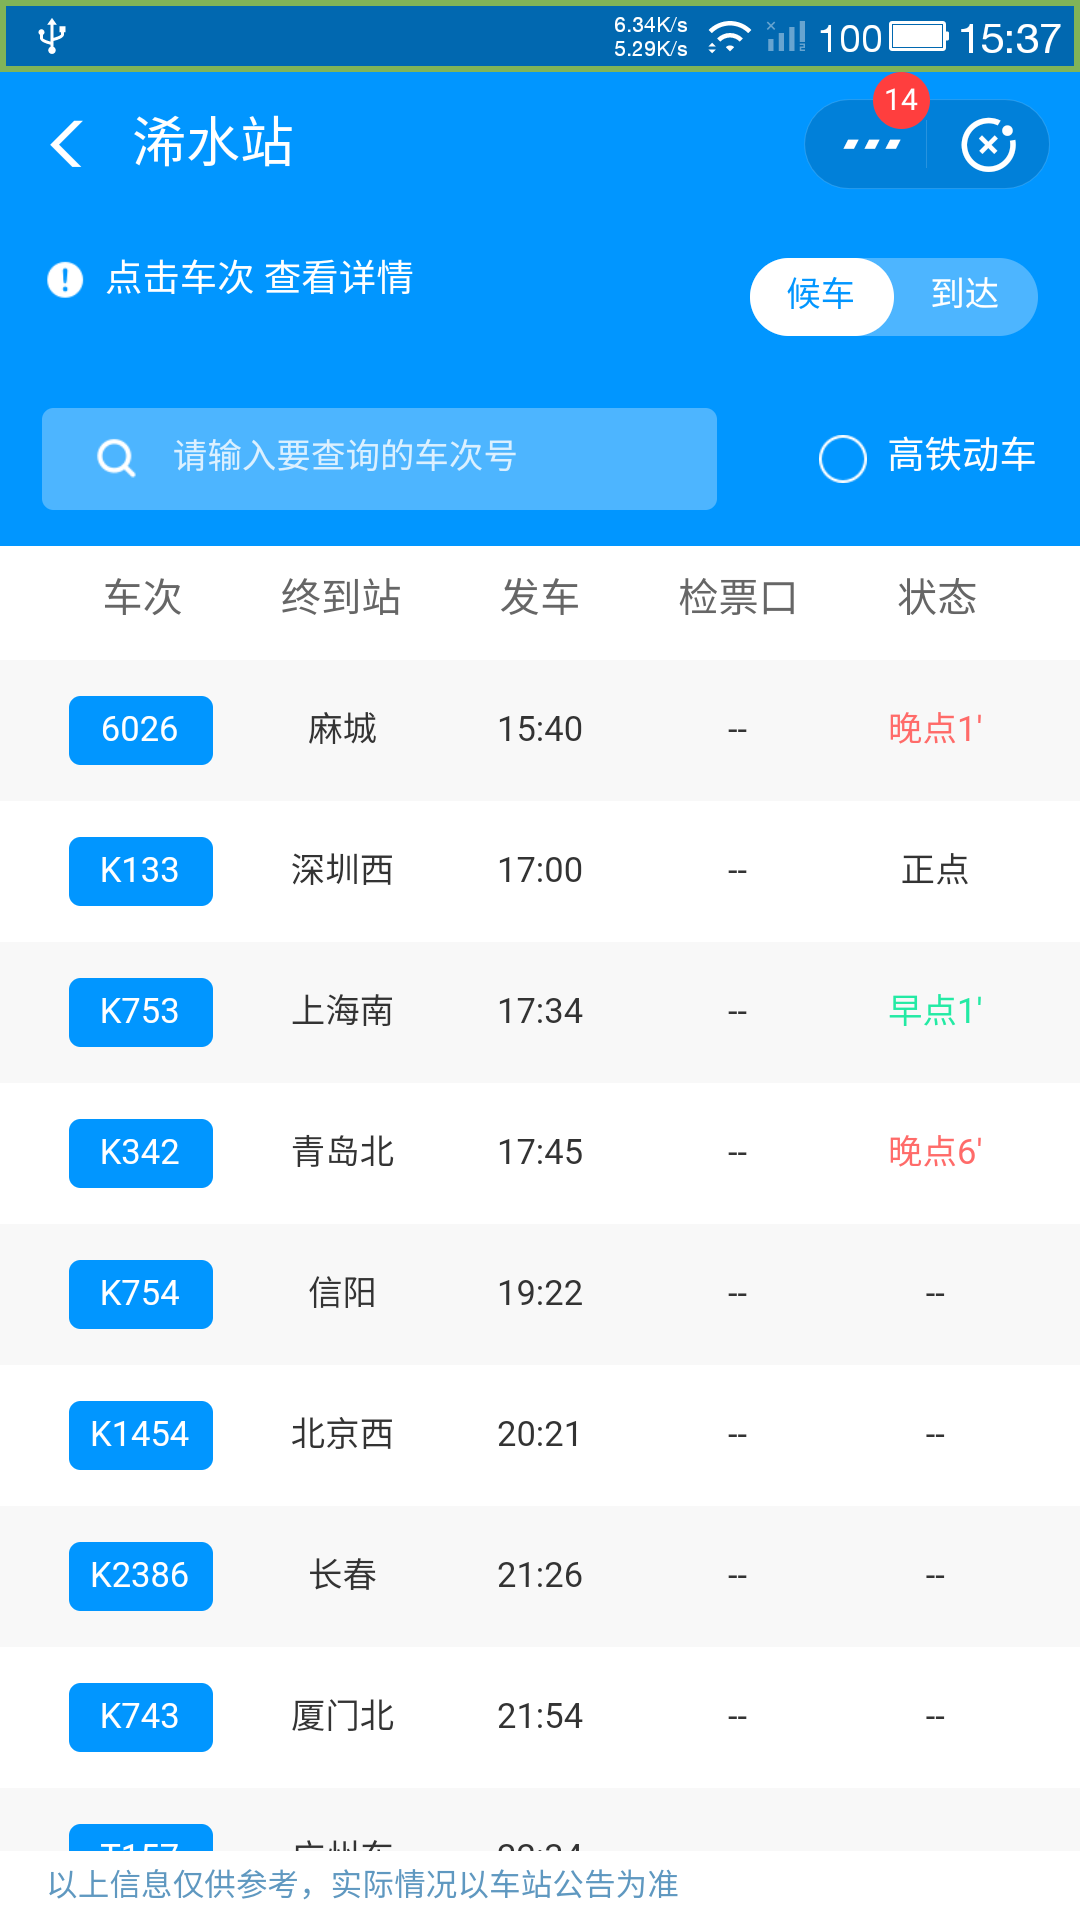 6.34K/s
5.29K/s
100
15:37
浠水站
14
点击车次 查看详情
候车 到达
请输入要查询的车次号
高铁动车
车次 终到站 发车 检票口 状态
6026 麻城 15:40 -- 晚点1'
K133 深圳西 17:00 -- 正点
K753 上海南 17:34 -- 早点1'
K342 青岛北 17:45 -- 晚点6'
K754 信阳 19:22 -- --
K1454 北京西 20:21 -- --
K2386 长春 21:26 -- --
K743 厦门北 21:54 -- --
以上信息仅供参考，实际情况以车站公告为准